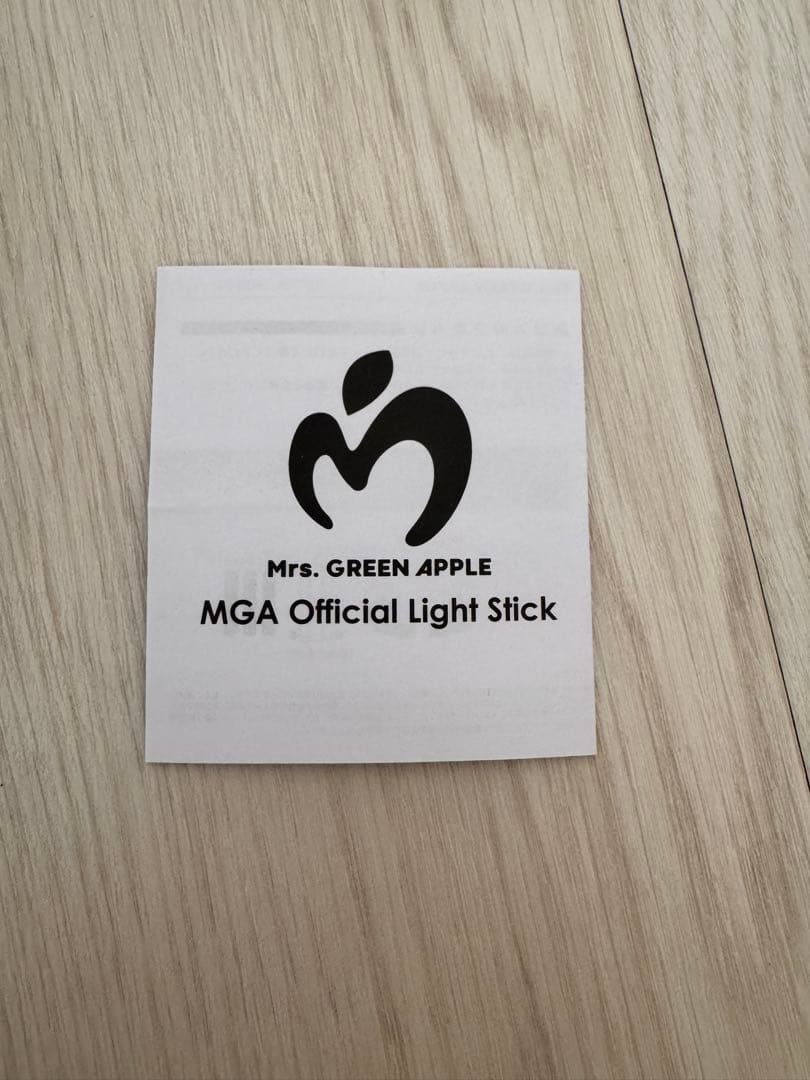 Mrs. GREEN APPLE
MGA Official Light Stick